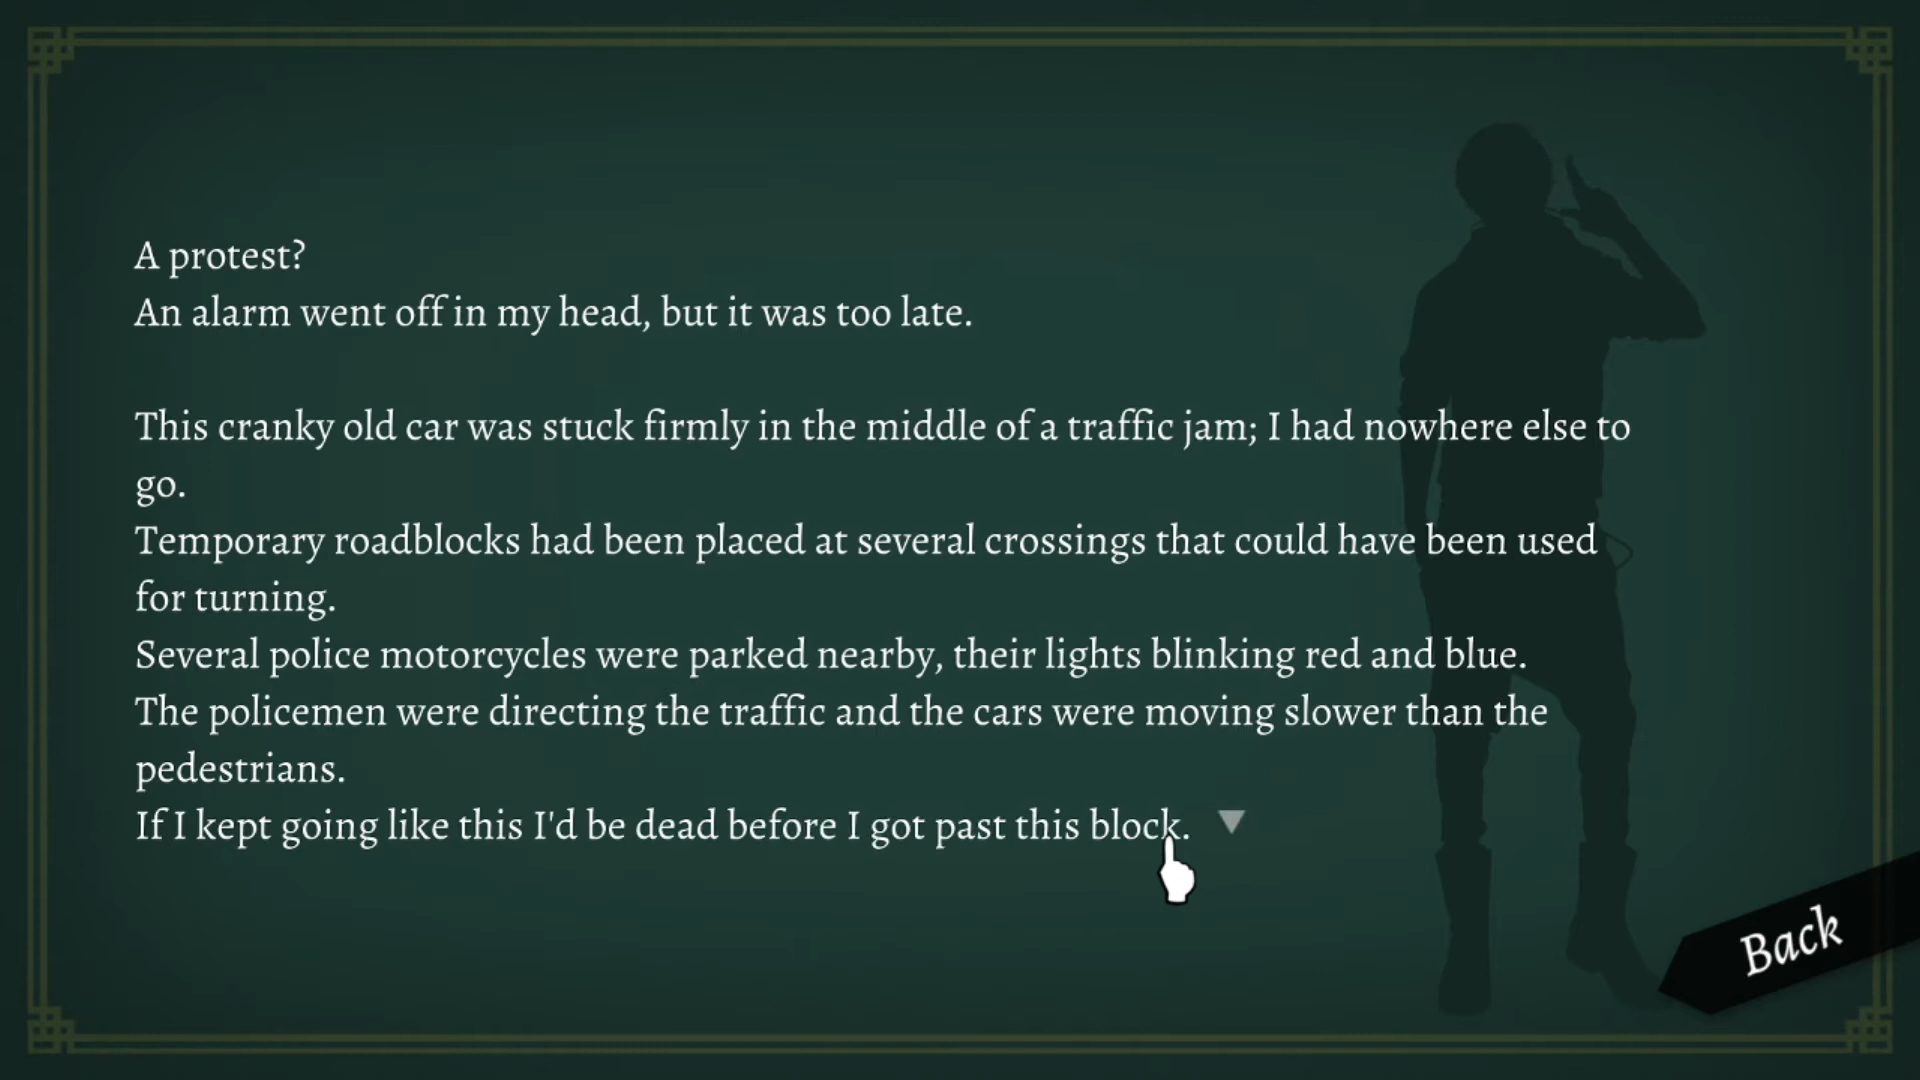 A protest?
An alarm went off in my head, but it was too late.
This cranky old car was stuck firmly in the middle of a traffic jam; I had nowhere else to
go.
Temporary roadblocks had been placed at several crossings that could have been used
for turning.
Several police motorcycles were parked nearby, their lights blinking red and blue.
The policemen were directing the traffic and the cars were moving slower than the
pedestrians.
If I kept going like this I'd be dead before I got past this block.
Back